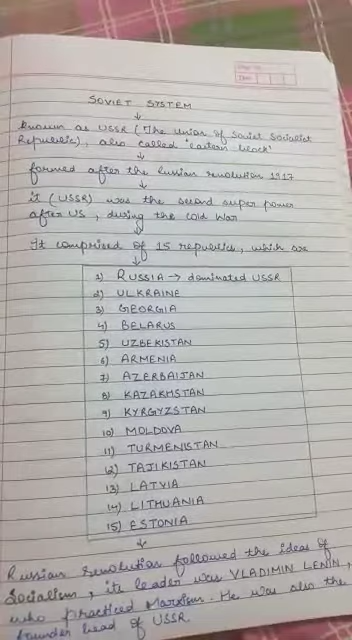 SOVIET SYSTEM
↓
known as USSR (The union of Soviet Socialist
Republic), also called 'Eastern block'
↓
formed after the Russian revolution 1917
↓
it (USSR) was the second super power
after US, during the cold war
↓
It comprised of 15 republics, which are
↓
1) RUSSIA → dominated USSR
2) ULKRAINE
3) GEORGIA
4) BELARUS
5) UZBEKISTAN
6) ARMENIA
7) AZERBAIJAN
8) KAZAKHSTAN
9) KYRGYZSTAN
10) MOLDOVA
11) TURMENISTAN
12) TAJIKISTAN
13) LATVIA
14) LITHUANIA
15) ESTONIA
↓
Russian revolution followed the ideas of
Socialism, its leader was VLADIMIN LENIN,
who practiced Marxism. He was also the
founder head of USSR